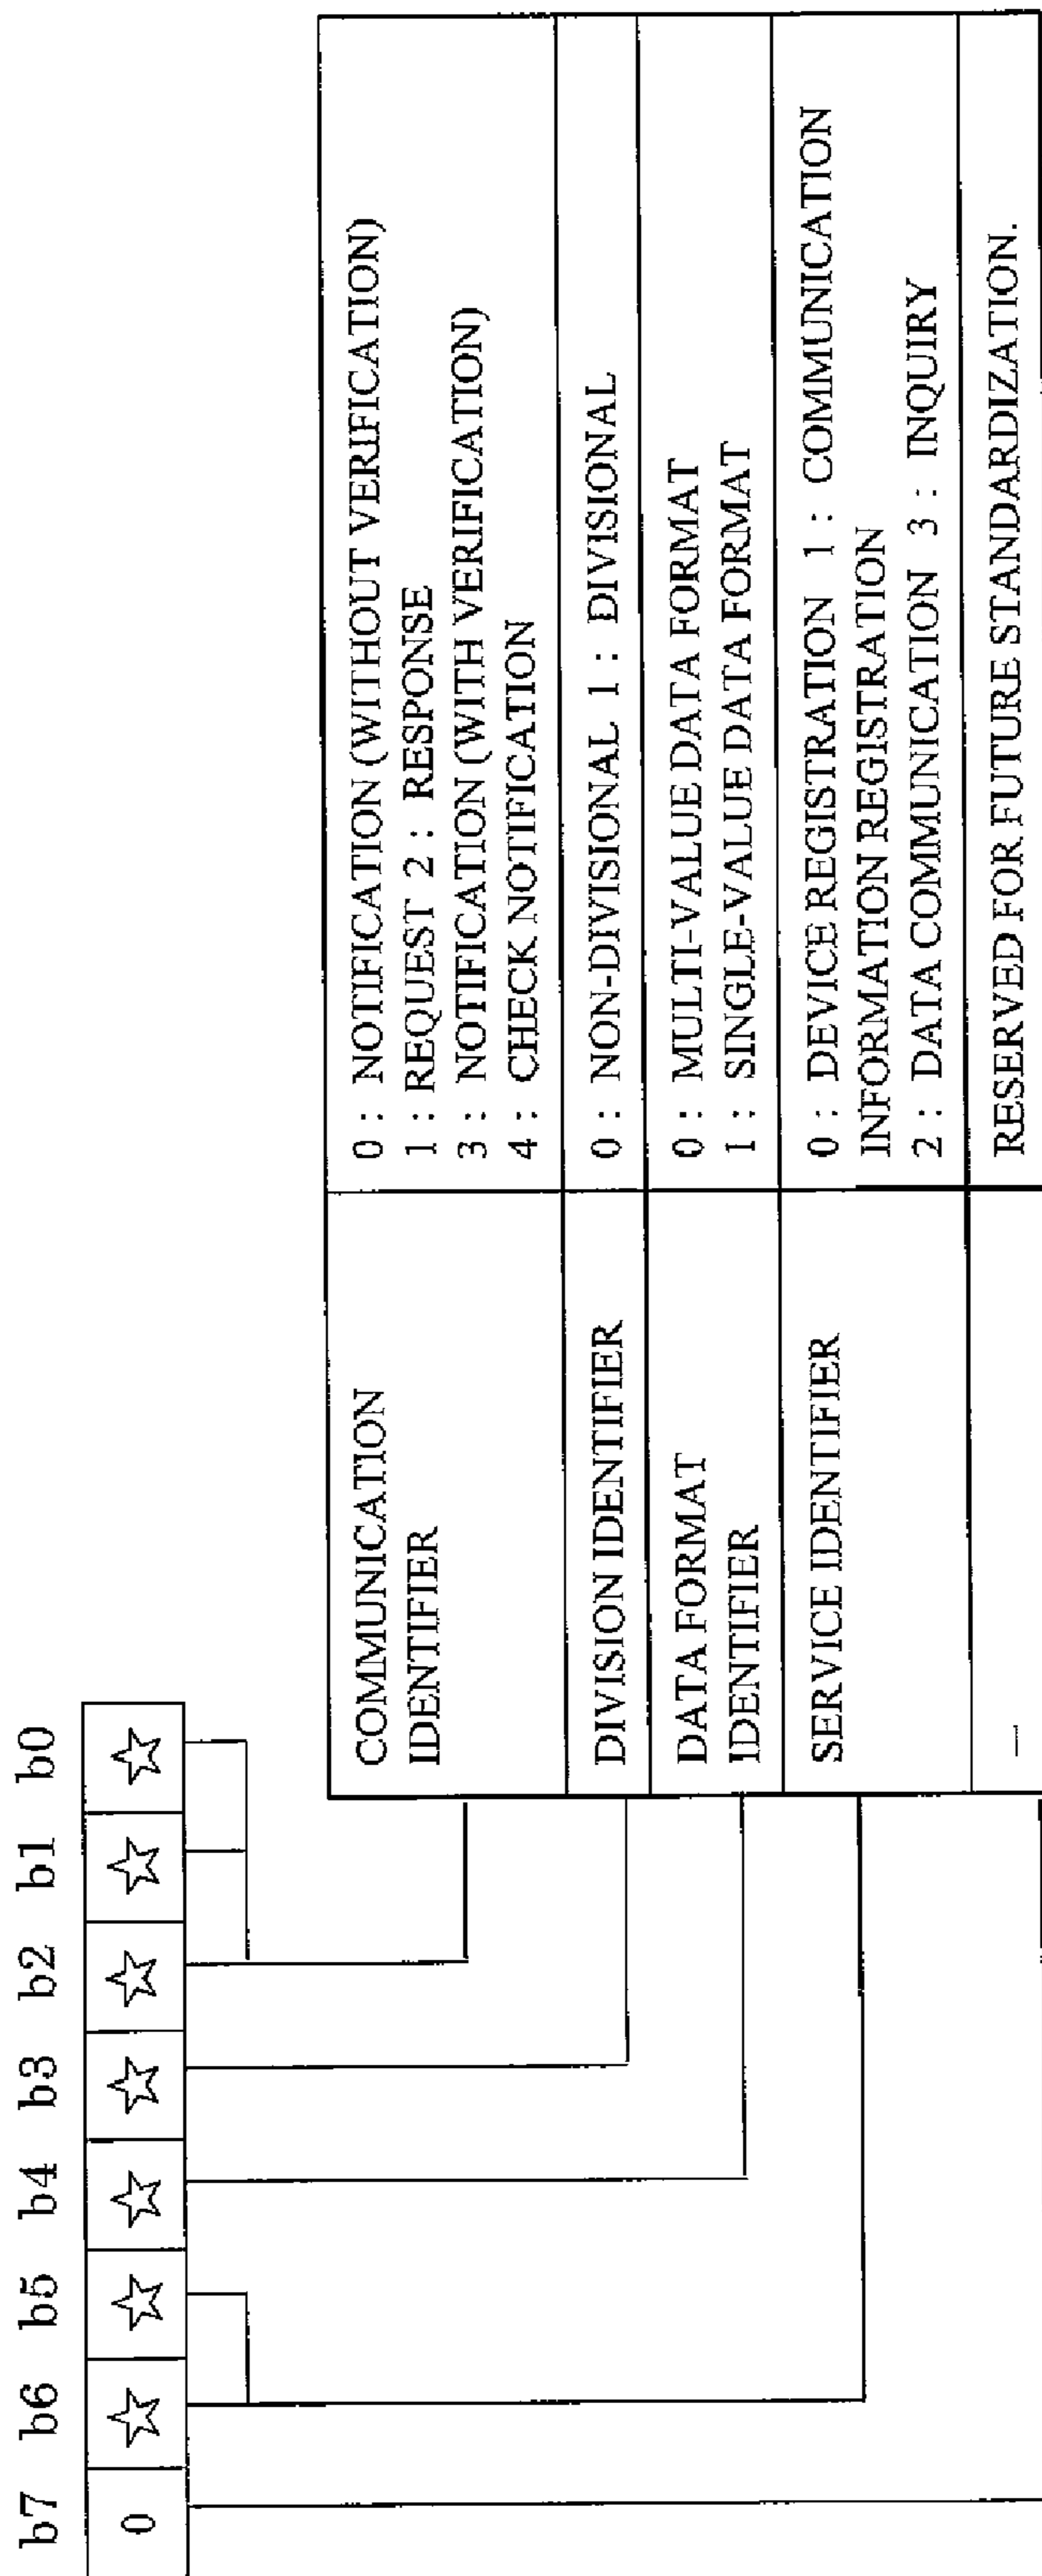 b7 b6 b5 b4 b3 b2 b1 b0
0 ☆ ☆ ☆ ☆ ☆ ☆ ☆
COMMUNICATION
IDENTIFIER
0 : NOTIFICATION (WITHOUT VERIFICATION)
1 : REQUEST 2 : RESPONSE
3 : NOTIFICATION (WITH VERIFICATION)
4 : CHECK NOTIFICATION
DIVISION IDENTIFIER
0 : NON-DIVISIONAL 1 : DIVISIONAL
DATA FORMAT
IDENTIFIER
0 : MULTI-VALUE DATA FORMAT
1 : SINGLE-VALUE DATA FORMAT
SERVICE IDENTIFIER
0 : DEVICE REGISTRATION 1 : COMMUNICATION
INFORMATION REGISTRATION
2 : DATA COMMUNICATION 3 : INQUIRY
—
RESERVED FOR FUTURE STANDARDIZATION.